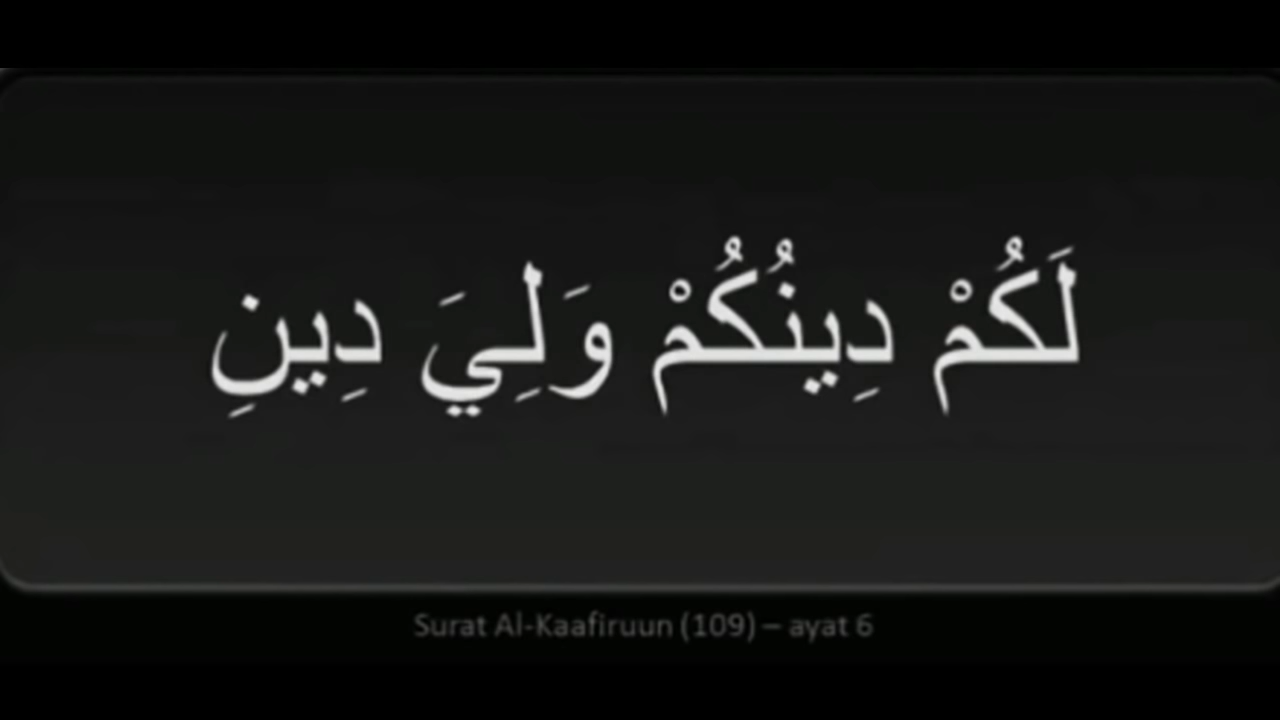 لَكُمْ دِينُكُمْ وَلِيَ دِينِ
Surat Al-Kaafiruun (109) – ayat 6